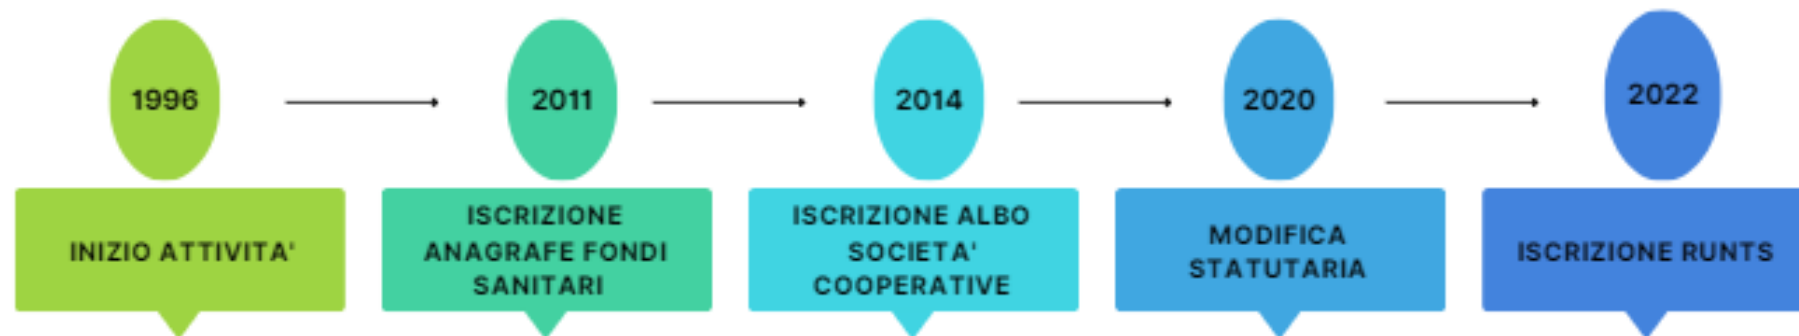 1996
INIZIO ATTIVITA'
2011
ISCRIZIONE
ANAGRAFE FONDI
SANITARI
2014
ISCRIZIONE ALBO
SOCIETA'
COOPERATIVE
2020
MODIFICA
STATUTARIA
2022
ISCRIZIONE RUNTS